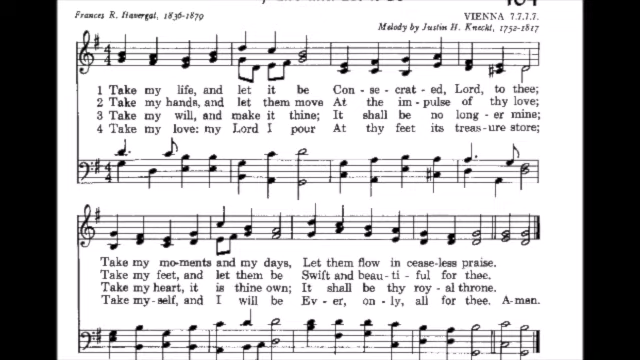 Frances R. Havergal, 1836-1879
VIENNA 7.7.7.7.
Melody by Justin H. Knecht, 1752-1817
1 Take my life, and let it be Con - se - crat - ed, Lord, to thee;
2 Take my hands, and let them move At the im - pulse of thy love;
3 Take my will, and make it thine; It shall be no long - er mine;
4 Take my love: my Lord I pour At thy feet its treas - ure store;
Take my mo-ments and my days, Let them flow in cease-less praise.
Take my feet, and let them be Swift and beau - ti - ful for thee.
Take my heart, it is thine own; It shall be thy roy - al throne.
Take my-self, and I will be Ev - er, on - ly, all for thee. A-men.